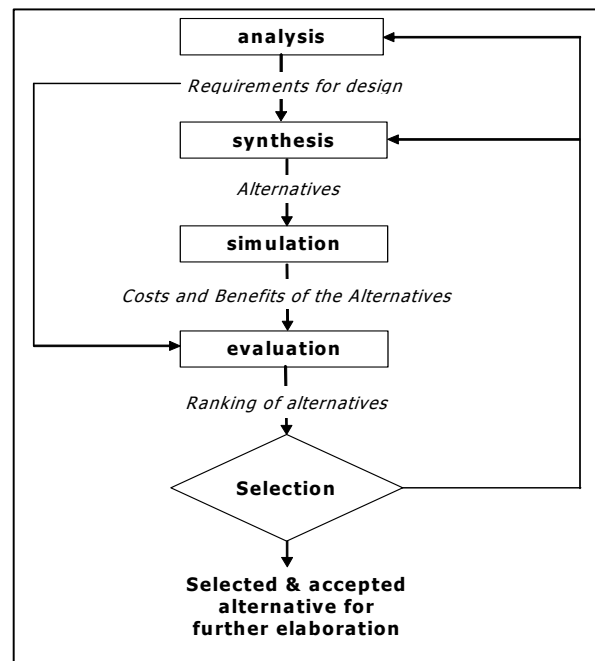 analysis
Requirements for design
synthesis
Alternatives
simulation
Costs and Benefits of the Alternatives
evaluation
Ranking of alternatives
Selection
Selected & accepted
alternative for
further elaboration